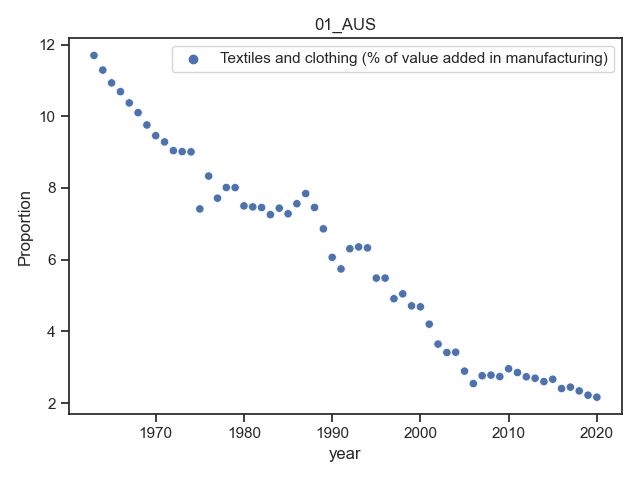 01_AUS
Textiles and clothing (% of value added in manufacturing)
12
10
8
6
4
2
Proportion
1970 1980 1990 2000 2010 2020
year